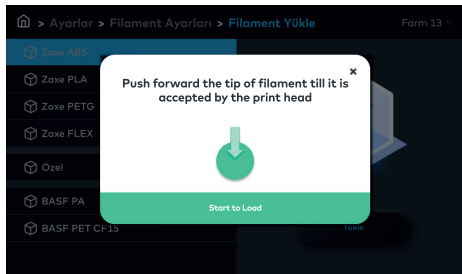 > Ayarlar > Filament Ayarları > Filament Yükle
Farm 13
Zaxe ABS
Zaxe PLA
Zaxe PETG
Zaxe FLEX
Özel
BASF PA
BASF PET CF15
×
Push forward the tip of filament till it is
accepted by the print head
Start to Load
Yükle